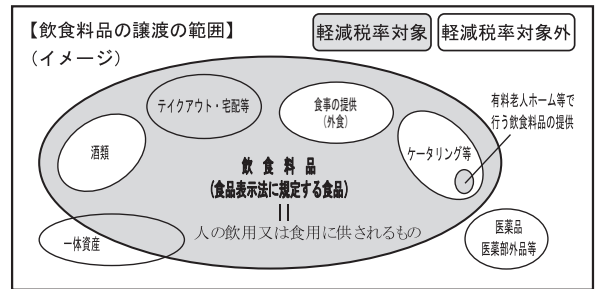 【飲食料品の譲渡の範囲】
(イメージ)
軽減税率対象
軽減税率対象外
テイクアウト・宅配等
食事の提供
(外食)
有料老人ホーム等で
行う飲食料品の提供
酒類
ケータリング等
飲食料品
(食品表示法に規定する食品)
||
人の飲用又は食用に供されるもの
一体資産
医薬品
医薬部外品等